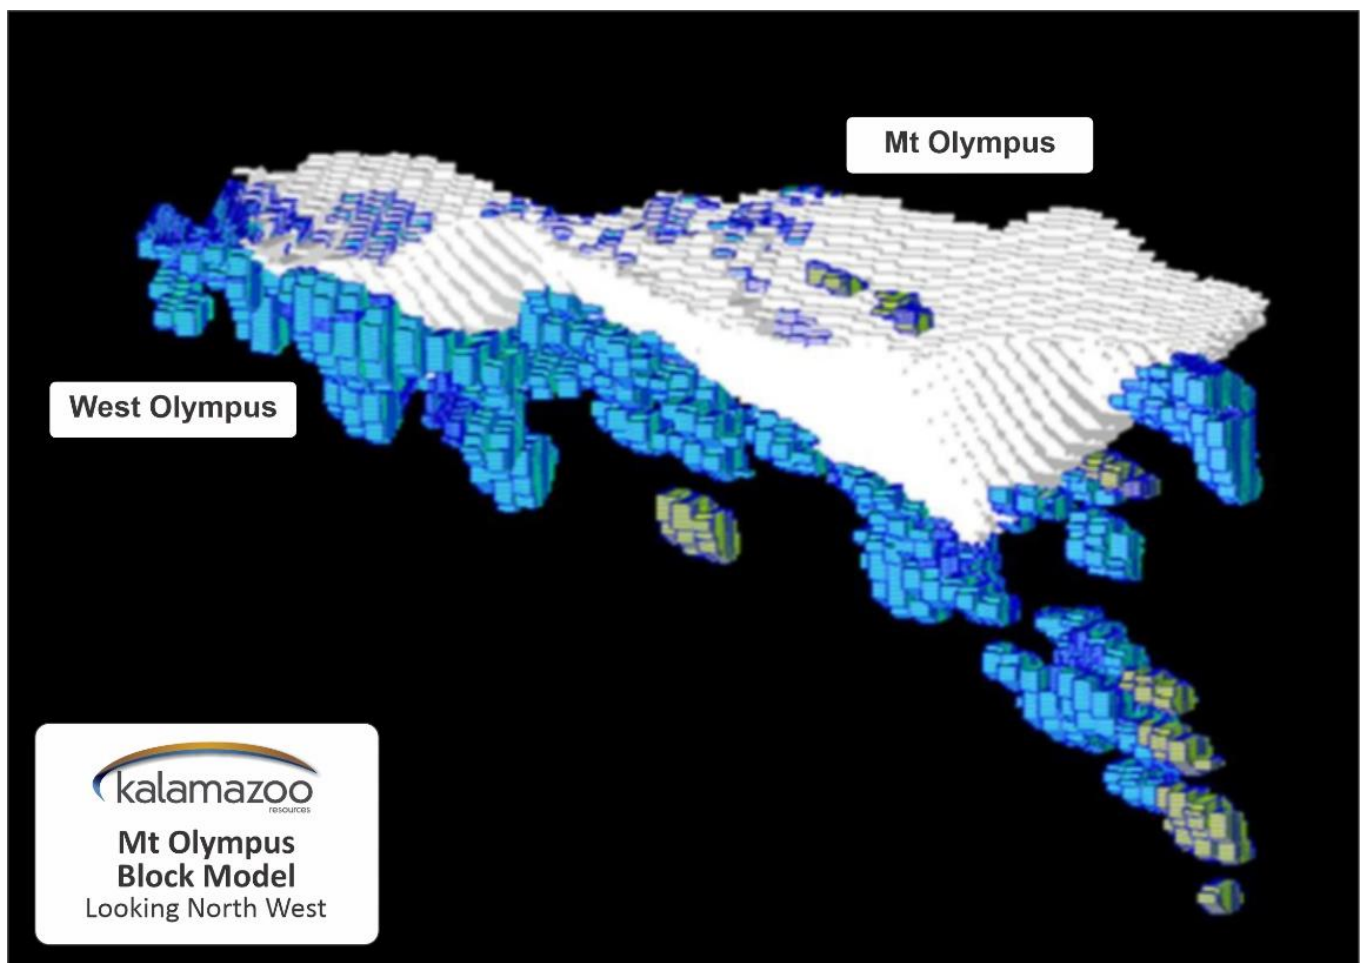 Mt Olympus
West Olympus
kalamazoo
resources
Mt Olympus
Block Model
Looking North West